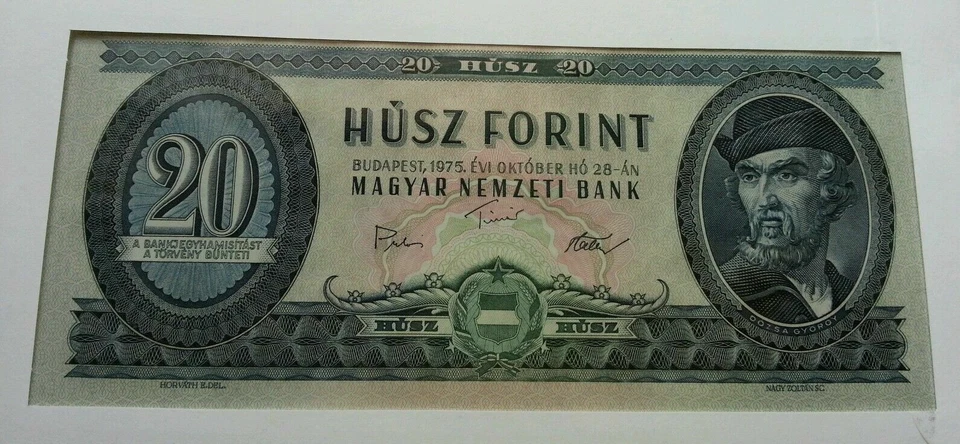 20 HÚSZ 20
HÚSZ FORINT
BUDAPEST, 1975. ÉVI OKTÓBER HÓ 28-ÁN
MAGYAR NEMZETI BANK
20
A BANKJEGYHAMISÍTÁST
A TÖRVÉNY BÜNTETI
HÚSZ HÚSZ
DÓZSA GYÖRGY
HORVÁTH E. DEL.
NAGY ZOLTÁN SC.